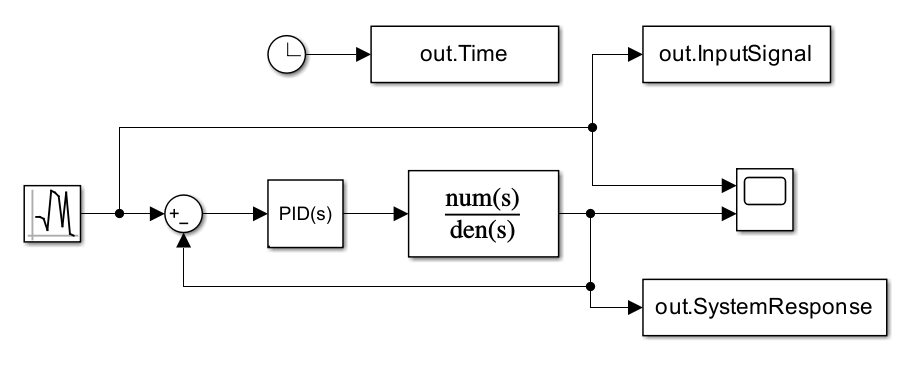 out.Time
out.InputSignal
+
−
PID(s)
num(s)
den(s)
out.SystemResponse